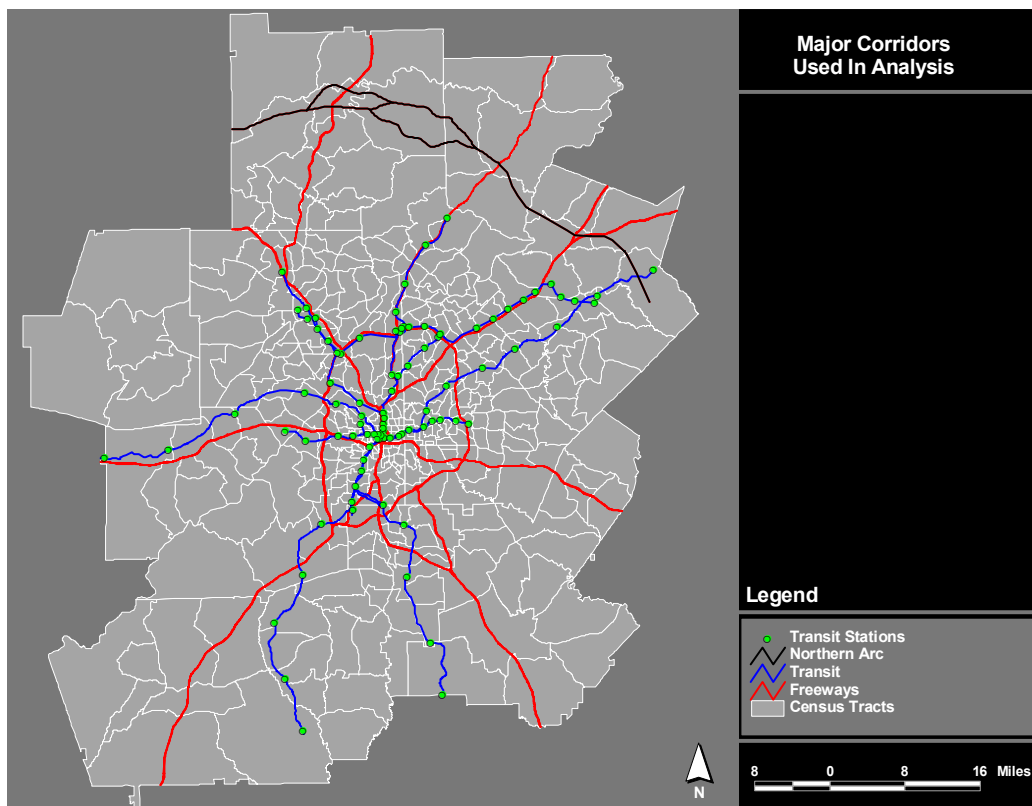 Major Corridors
Used In Analysis
Legend
Transit Stations
Northern Arc
Transit
Freeways
Census Tracts
N
8 0 8 16 Miles